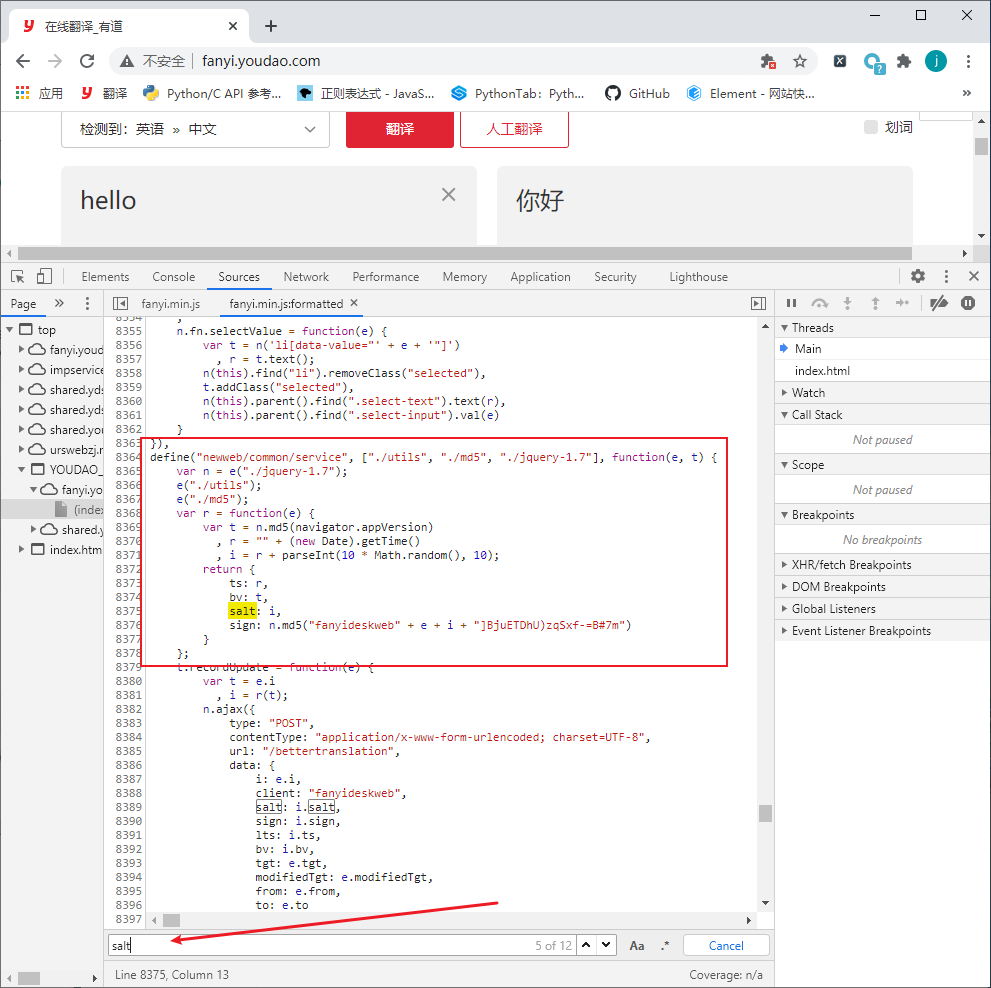 在线翻译_有道
不安全 fanyi.youdao.com
应用 翻译 Python/C API 参考... 正则表达式 - JavaS... PythonTab：Pyth... GitHub Element - 网站快... »
检测到：英语 » 中文 翻译 人工翻译 划词
hello 你好
Elements Console Sources Network Performance Memory Application Security Lighthouse
Page » fanyi.min.js fanyi.min.js:formatted
top
fanyi.youd
impservice
shared.yds
shared.yds
shared.you
urswebzj.n
YOUDAO_
fanyi.yo
(index
shared.y
index.htm
8354 ,
8355 n.fn.selectValue = function(e) {
8356 var t = n('li[data-value="' + e + '"]')
8357 , r = t.text();
8358 n(this).find("li").removeClass("selected"),
8359 t.addClass("selected"),
8360 n(this).parent().find(".select-text").text(r),
8361 n(this).parent().find(".select-input").val(e)
8362 }
8363 }),
8364 define("newweb/common/service", ["./utils", "./md5", "./jquery-1.7"], function(e, t) {
8365 var n = e("./jquery-1.7");
8366 e("./utils");
8367 e("./md5");
8368 var r = function(e) {
8369 var t = n.md5(navigator.appVersion)
8370 , r = "" + (new Date).getTime()
8371 , i = r + parseInt(10 * Math.random(), 10);
8372 return {
8373 ts: r,
8374 bv: t,
8375 salt: i,
8376 sign: n.md5("fanyideskweb" + e + i + "]BjuETDhU)zqSxf-=B#7m")
8377 }
8378 };
8379 t.recordUpdate = function(e) {
8380 var t = e.i
8381 , i = r(t);
8382 n.ajax({
8383 type: "POST",
8384 contentType: "application/x-www-form-urlencoded; charset=UTF-8",
8385 url: "/bettertranslation",
8386 data: {
8387 i: e.i,
8388 client: "fanyideskweb",
8389 salt: i.salt,
8390 sign: i.sign,
8391 lts: i.ts,
8392 bv: i.bv,
8393 tgt: e.tgt,
8394 modifiedTgt: e.modifiedTgt,
8395 from: e.from,
8396 to: e.to
8397
Threads
Main
index.html
Watch
Call Stack
Not paused
Scope
Not paused
Breakpoints
No breakpoints
XHR/fetch Breakpoints
DOM Breakpoints
Global Listeners
Event Listener Breakpoints
salt 5 of 12 Aa .* Cancel
Line 8375, Column 13 Coverage: n/a